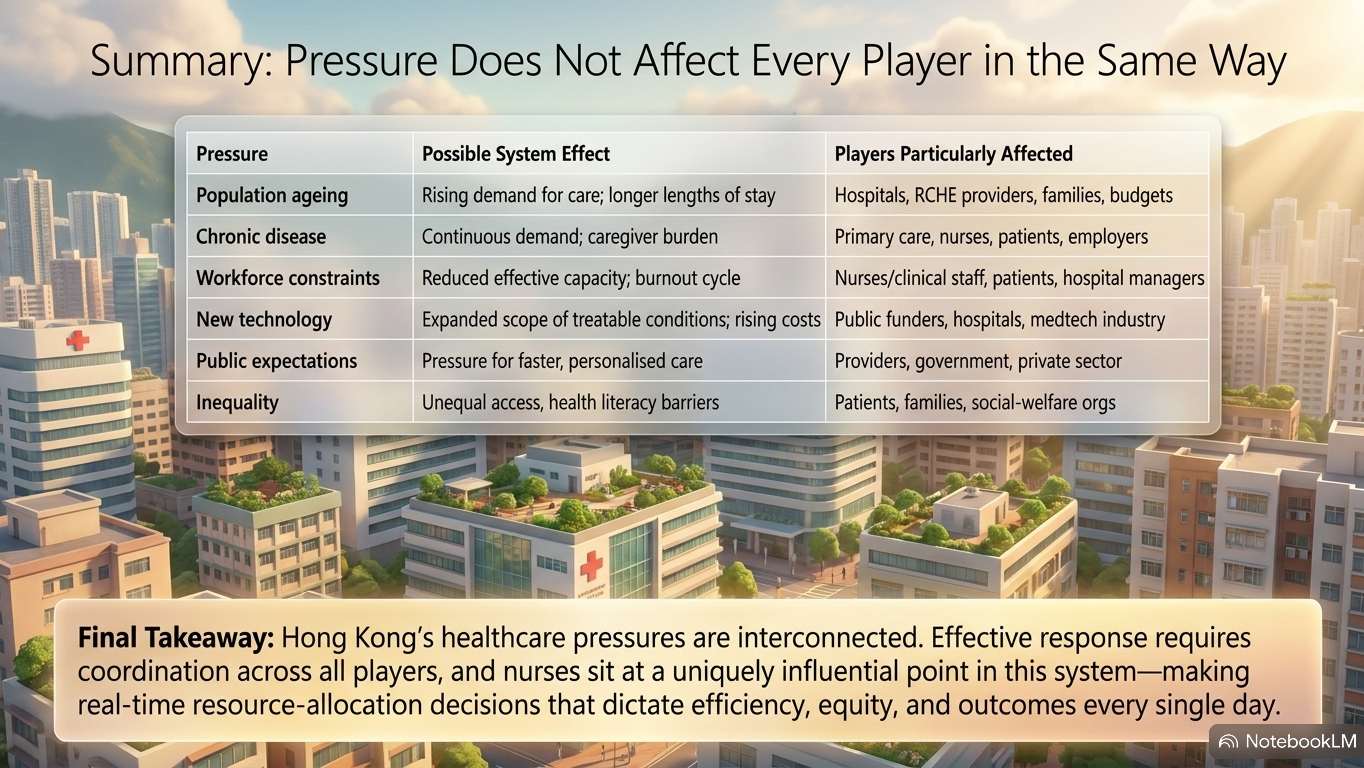 Summary: Pressure Does Not Affect Every Player in the Same Way
Pressure Possible System Effect Players Particularly Affected
Population ageing Rising demand for care; longer lengths of stay Hospitals, RCHE providers, families, budgets
Chronic disease Continuous demand; caregiver burden Primary care, nurses, patients, employers
Workforce constraints Reduced effective capacity; burnout cycle Nurses/clinical staff, patients, hospital managers
New technology Expanded scope of treatable conditions; rising costs Public funders, hospitals, medtech industry
Public expectations Pressure for faster, personalised care Providers, government, private sector
Inequality Unequal access, health literacy barriers Patients, families, social-welfare orgs
Final Takeaway: Hong Kong’s healthcare pressures are interconnected. Effective response requires
coordination across all players, and nurses sit at a uniquely influential point in this system—making
real-time resource-allocation decisions that dictate efficiency, equity, and outcomes every single day.
NotebookLM